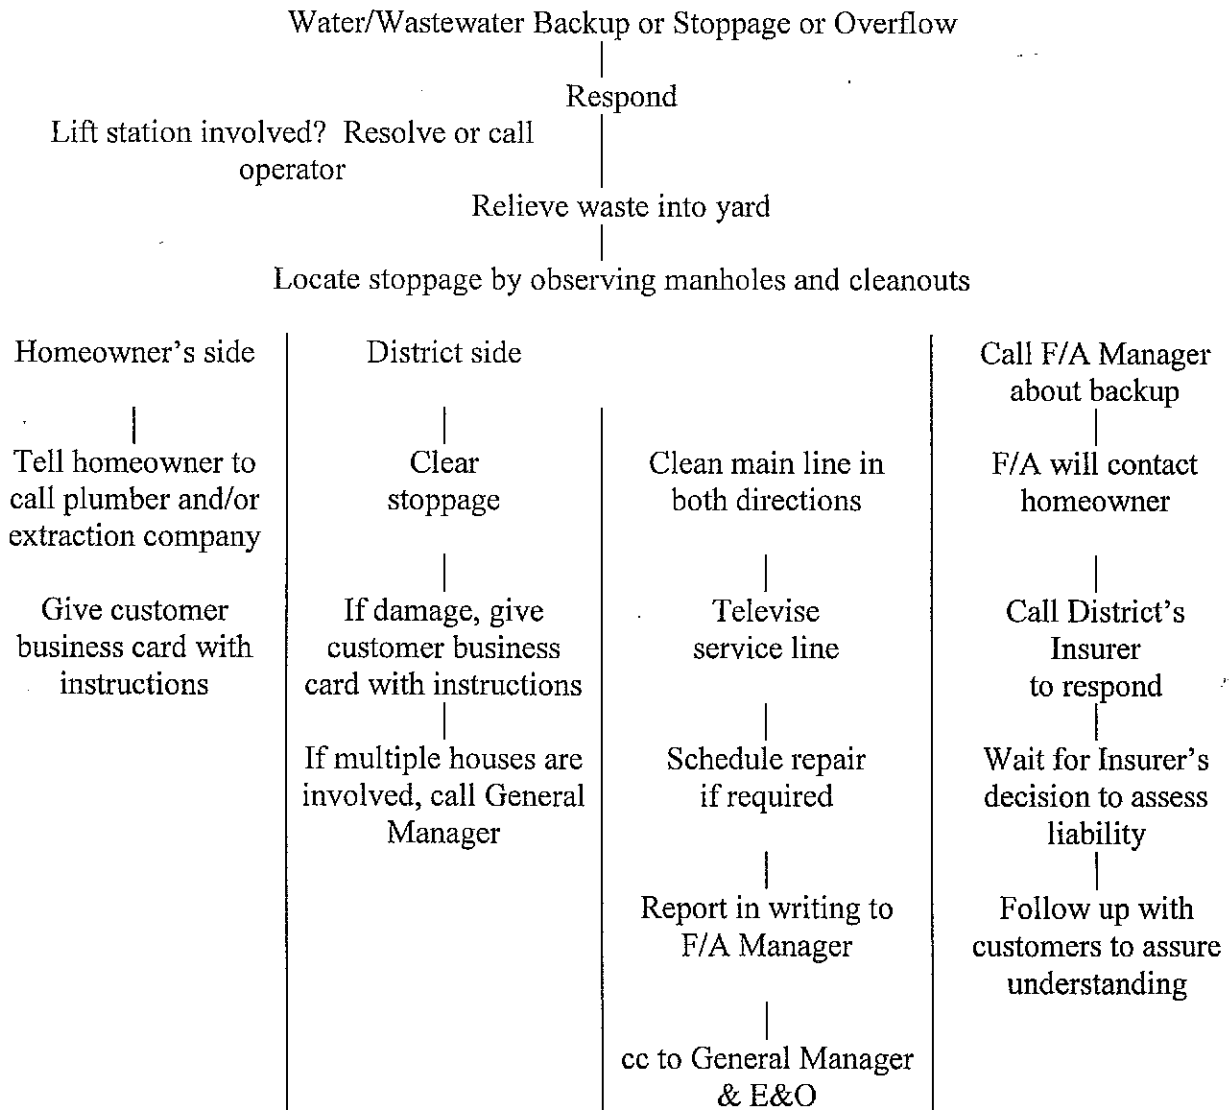 Water/Wastewater Backup or Stoppage or Overflow
Respond
Lift station involved?  Resolve or call
operator
Relieve waste into yard
Locate stoppage by observing manholes and cleanouts
Homeowner's side
Tell homeowner to
call plumber and/or
extraction company
Give customer
business card with
instructions
District side
Clear
stoppage
If damage, give
customer business
card with instructions
If multiple houses are
involved, call General
Manager
Clean main line in
both directions
Televise
service line
Schedule repair
if required
Report in writing to
F/A Manager
cc to General Manager
& E&O
Call F/A Manager
about backup
F/A will contact
homeowner
Call District's
Insurer
to respond
Wait for Insurer's
decision to assess
liability
Follow up with
customers to assure
understanding